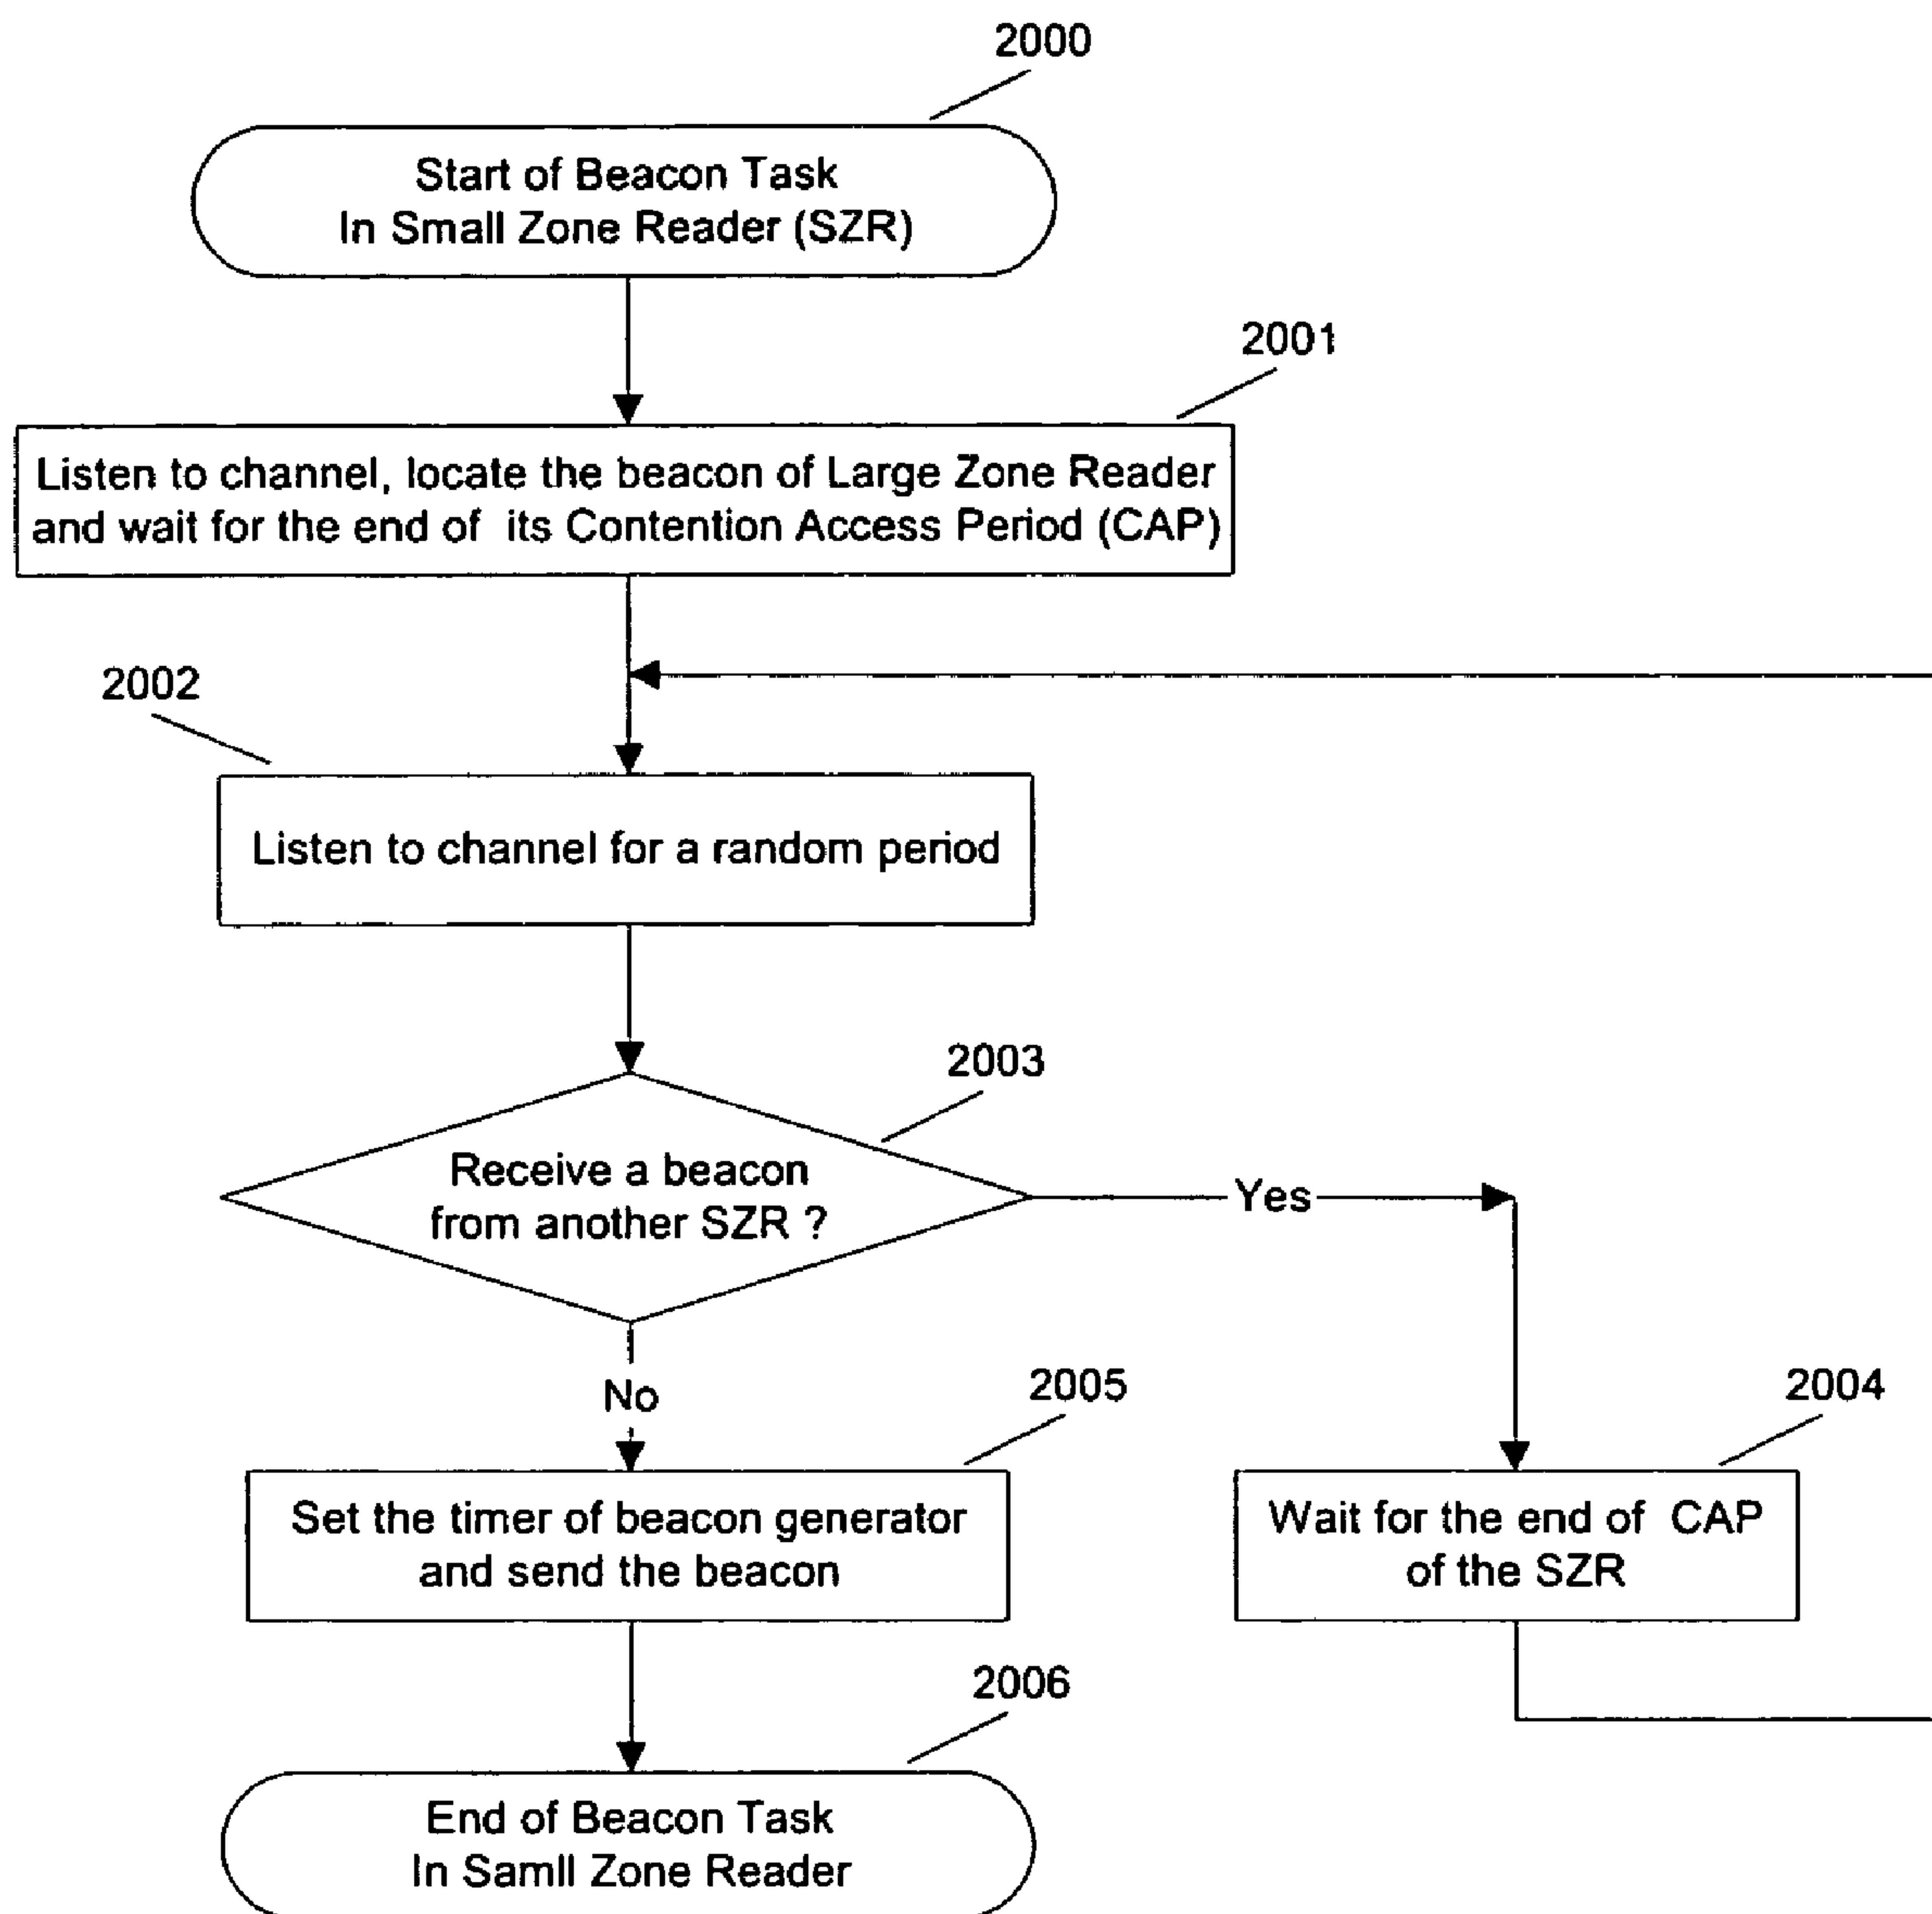 2000
Start of Beacon Task
In Small Zone Reader (SZR)
2001
Listen to channel, locate the beacon of Large Zone Reader
and wait for the end of its Contention Access Period (CAP)
2002
Listen to channel for a random period
2003
Receive a beacon
from another SZR ?
Yes
No
2005
Set the timer of beacon generator
and send the beacon
2004
Wait for the end of CAP
of the SZR
2006
End of Beacon Task
In Samll Zone Reader